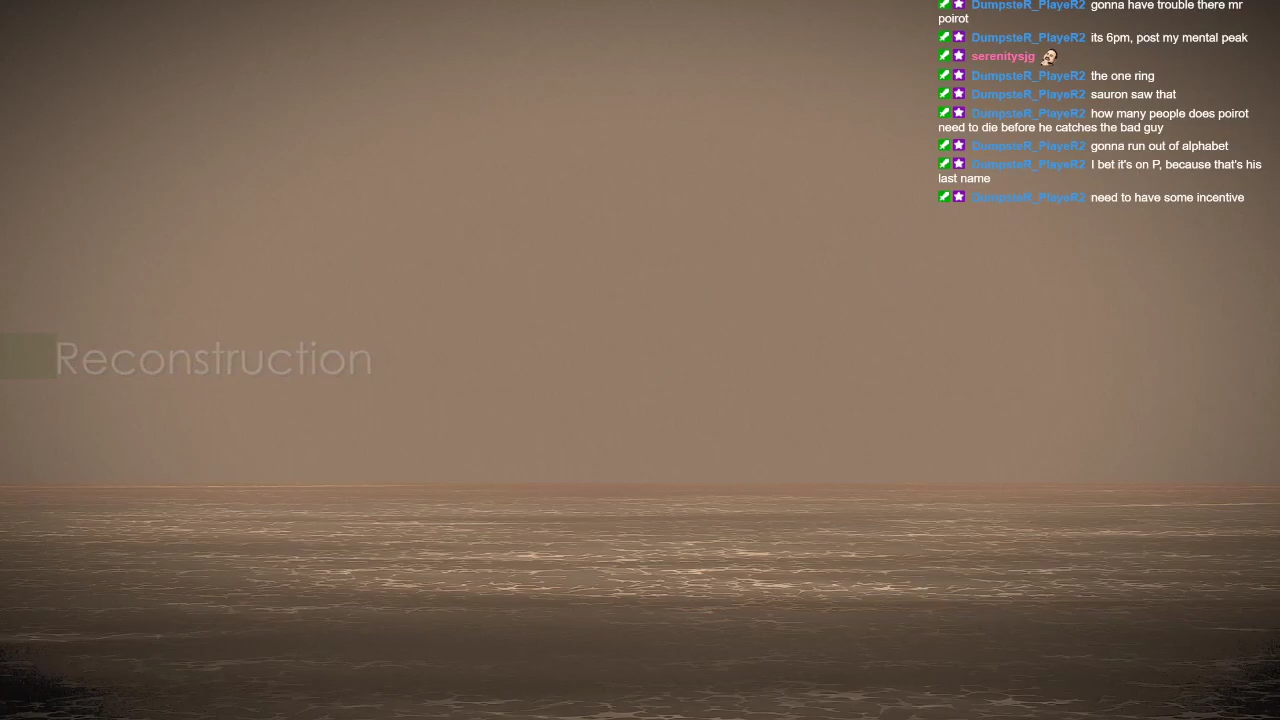 DumpsteR_PlayeR2 gonna have trouble there mr
poirot
DumpsteR_PlayeR2 its 6pm, post my mental peak
serenitysjg
DumpsteR_PlayeR2 the one ring
DumpsteR_PlayeR2 sauron saw that
DumpsteR_PlayeR2 how many people does poirot
need to die before he catches the bad guy
DumpsteR_PlayeR2 gonna run out of alphabet
DumpsteR_PlayeR2 I bet it's on P, because that's his
last name
DumpsteR_PlayeR2 need to have some incentive
Reconstruction